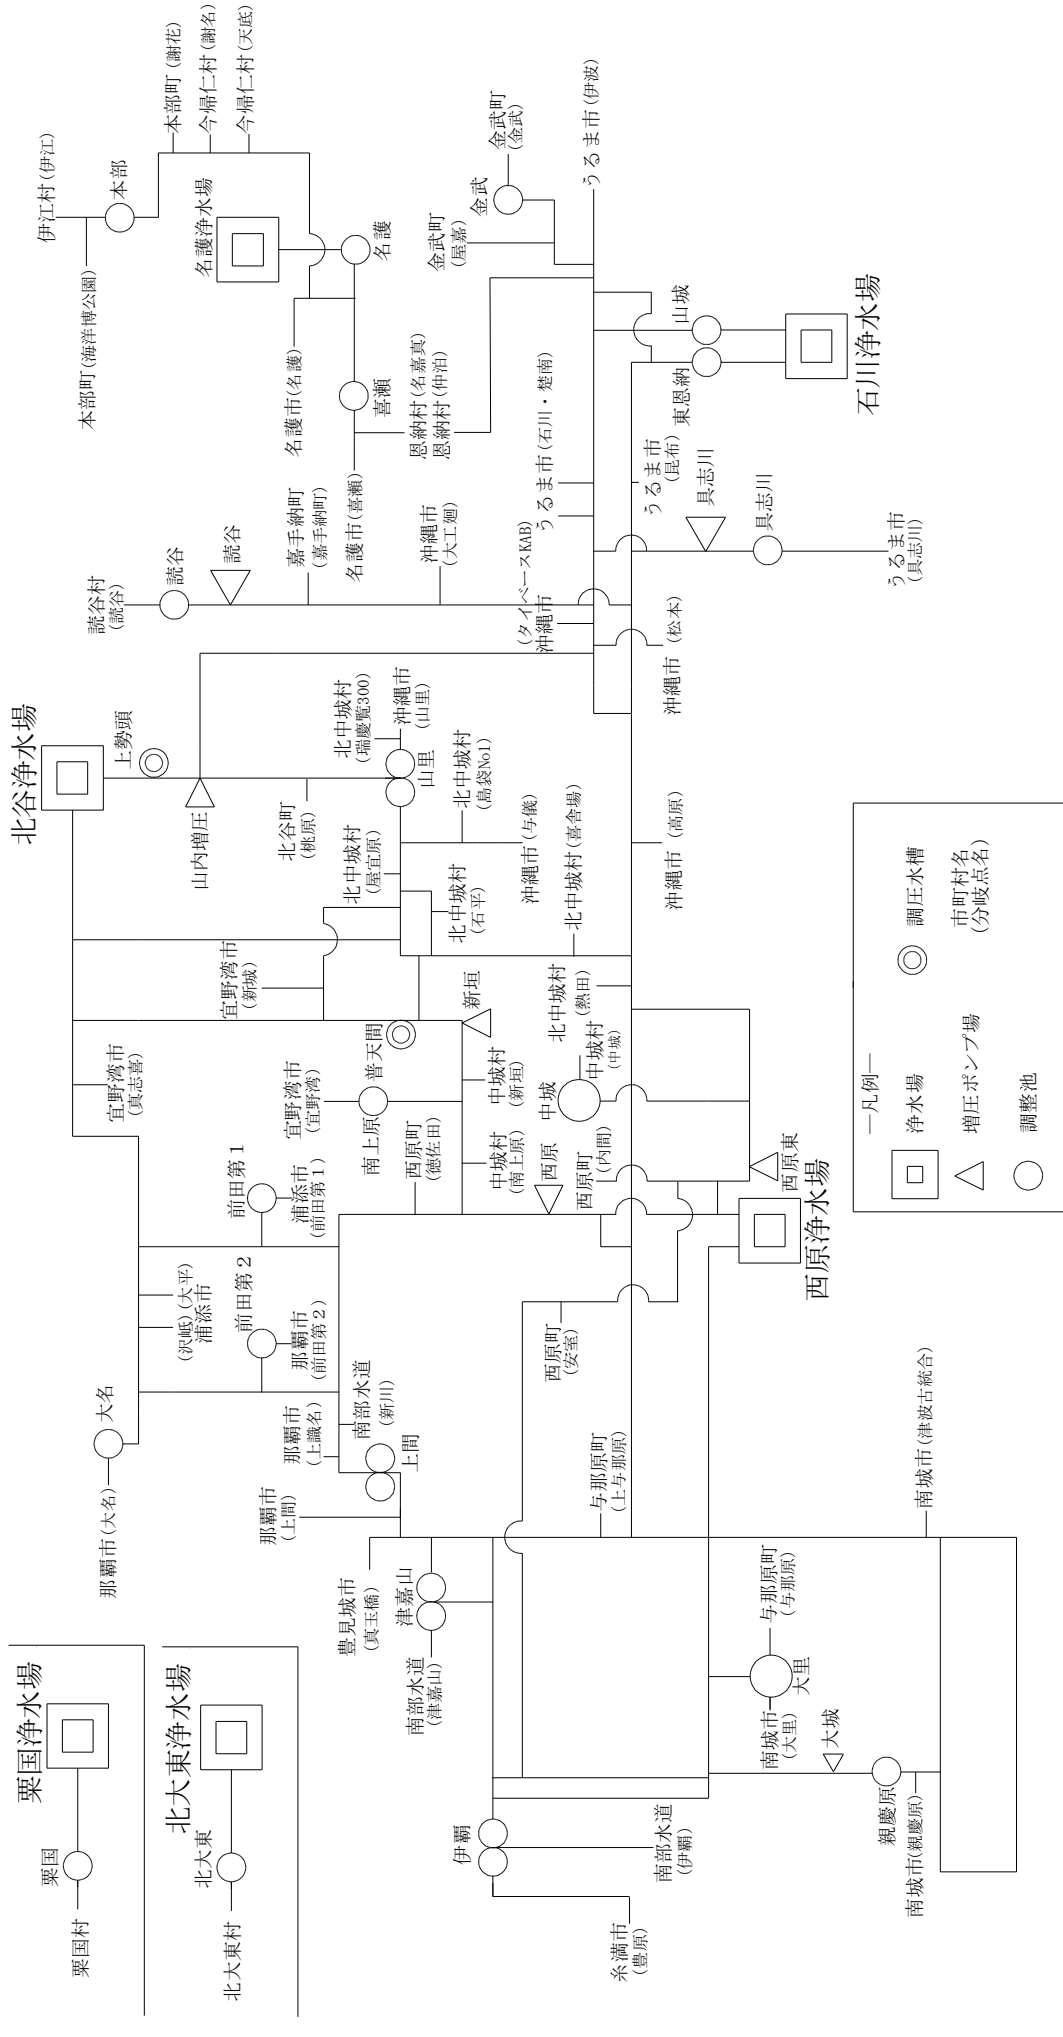 粟国浄水場
粟国
粟国村
北大東浄水場
北大東
北大東村
北谷浄水場
上勢頭
山内増圧
北谷町
(桃原)
北中城村
(瑞慶覧300)
沖縄市
(山里)
山里
北中城村
(屋宜原)
北中城村
(島袋No1)
沖縄市(与儀)
北中城村
(石平)
北中城村(喜舎場)
宜野湾市
(新城)
宜野湾市
(真志喜)
普天間
新垣
宜野湾市
(宜野湾)
南上原
中城村
(新垣)
中城村
(南上原)
西原町
(徳佐田)
前田第1
浦添市
(前田第1)
前田第2
那覇市
(前田第2)
(沢岻)(大平)
浦添市
大名
那覇市(大名)
那覇市
(上識名)
南部水道
(新川)
上間
那覇市
(上間)
豊見城市
(真玉橋)
津嘉山
南部水道
(津嘉山)
伊覇
南部水道
(伊覇)
糸満市
(豊原)
与那原町
(上与那原)
西原町
(安室)
西原
西原町
(内間)
中城
中城村
(中城)
北中城村
(熱田)
西原東
西原浄水場
与那原町
(与那原)
大里
南城市
(大里)
大城
親慶原
南城市(親慶原)
南城市(津波古統合)
伊江村(伊江)
本部町(海洋博公園)
本部
本部町(謝花)
今帰仁村(謝名)
今帰仁村(天底)
名護浄水場
名護
名護市(名護)
喜瀬
名護市(喜瀬)
恩納村(名嘉真)
恩納村(仲泊)
金武町
(屋嘉)
金武
金武町
(金武)
うるま市(伊波)
読谷村
(読谷)
読谷
読谷
嘉手納町
(嘉手納町)
沖縄市
(大工廻)
うるま市(石川・楚南)
(タイベースKAB)
沖縄市
沖縄市
(松本)
沖縄市
(高原)
うるま市
(昆布)
具志川
具志川
うるま市
(具志川)
東恩納
山城
石川浄水場
―凡例―
浄水場
調圧水槽
増圧ポンプ場
市町村名
(分岐点名)
調整池